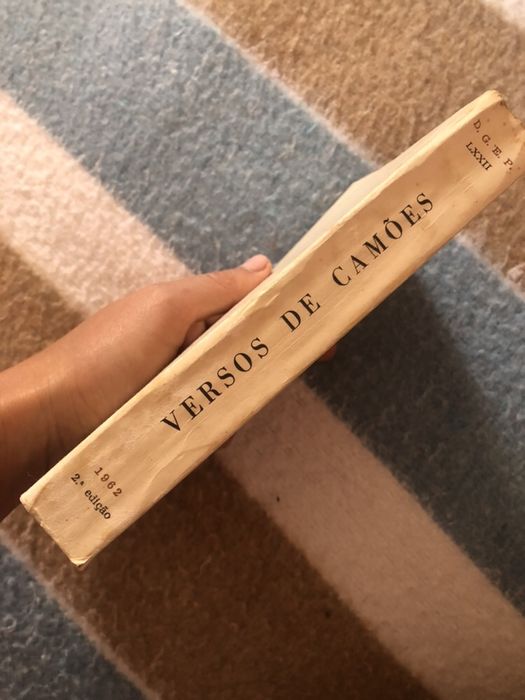 D. G. E. P.
LXXII
VERSOS DE CAMÕES
1962
2.ª edição